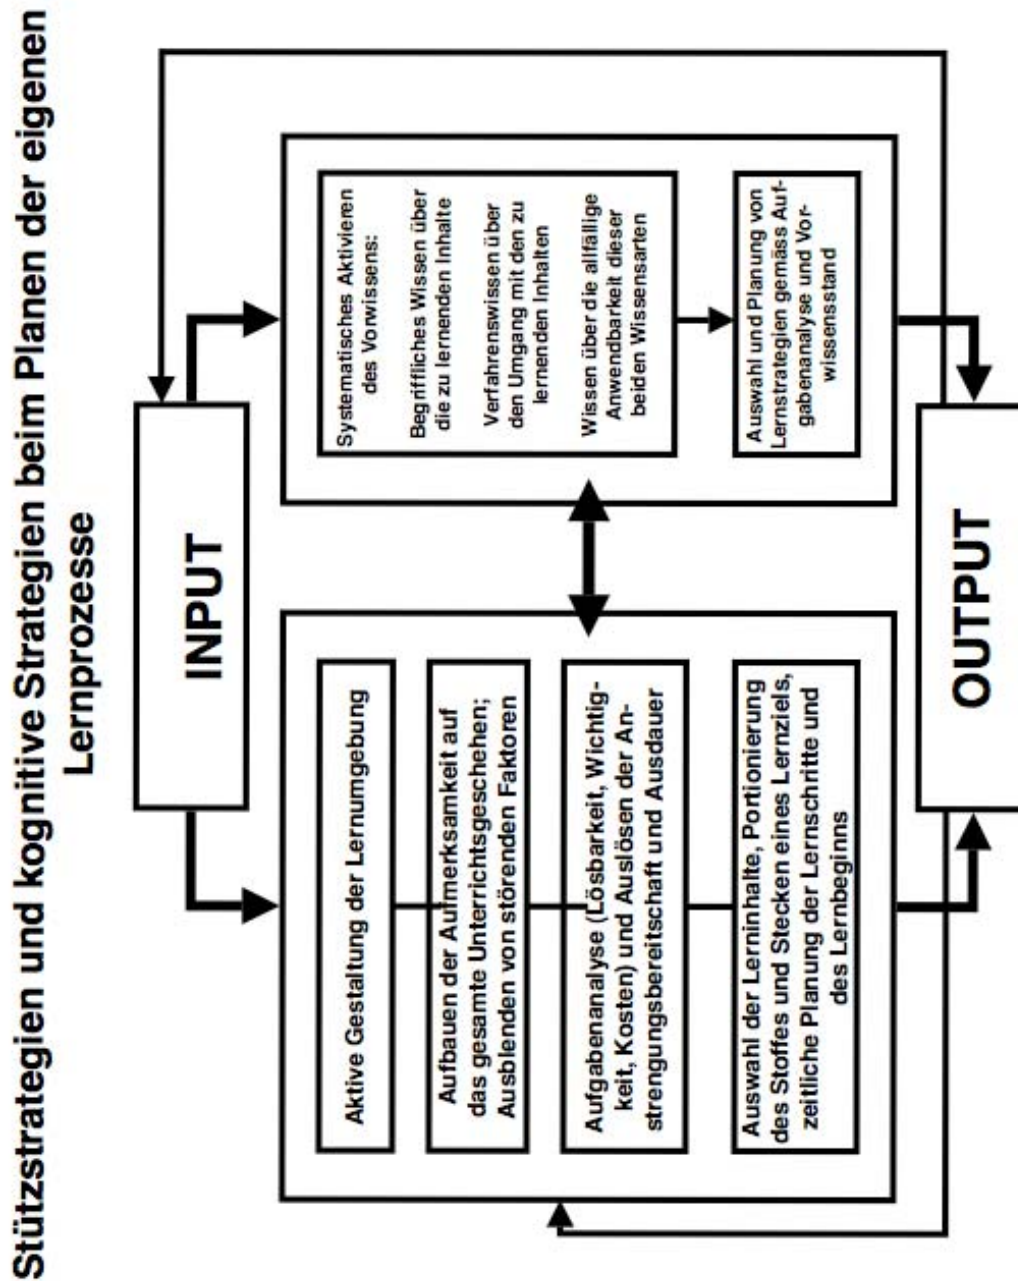 Stützstrategien und kognitive Strategien beim Planen der eigenen
Lernprozesse
INPUT
Aktive Gestaltung der Lernumgebung
Aufbauen der Aufmerksamkeit auf
das gesamte Unterrichtsgeschehen;
Ausblenden von störenden Faktoren
Aufgabenanalyse (Lösbarkeit, Wichtig-
keit, Kosten) und Auslösen der An-
strengungsbereitschaft und Ausdauer
Auswahl der Lerninhalte, Portionierung
des Stoffes und Stecken eines Lernziels,
zeitliche Planung der Lernschritte und
des Lernbeginns
Systematisches Aktivieren
des Vorwissens:
Begriffliches Wissen über
die zu lernenden Inhalte
Verfahrenswissen über
den Umgang mit den zu
lernenden Inhalten
Wissen über die allfällige
Anwendbarkeit dieser
beiden Wissensarten
Auswahl und Planung von
Lernstrategien gemäss Auf-
gabenanalyse und Vor-
wissensstand
OUTPUT